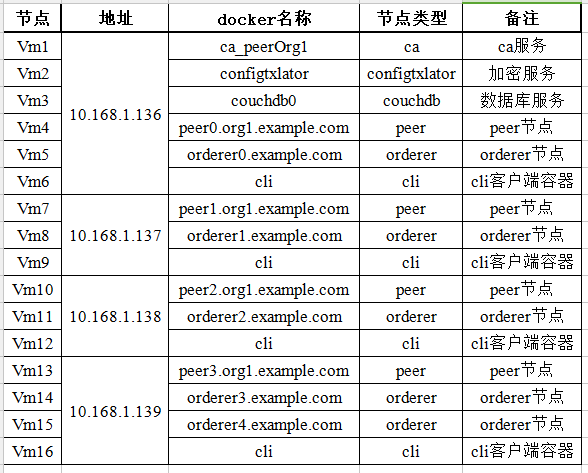 节点 地址 docker名称 节点类型 备注
Vm1 10.168.1.136 ca_peerOrg1 ca ca服务
Vm2 configtxlator configtxlator 加密服务
Vm3 couchdb0 couchdb 数据库服务
Vm4 peer0.org1.example.com peer peer节点
Vm5 orderer0.example.com orderer orderer节点
Vm6 cli cli cli客户端容器
Vm7 10.168.1.137 peer1.org1.example.com peer peer节点
Vm8 orderer1.example.com orderer orderer节点
Vm9 cli cli cli客户端容器
Vm10 10.168.1.138 peer2.org1.example.com peer peer节点
Vm11 orderer2.example.com orderer orderer节点
Vm12 cli cli cli客户端容器
Vm13 10.168.1.139 peer3.org1.example.com peer peer节点
Vm14 orderer3.example.com orderer orderer节点
Vm15 orderer4.example.com orderer orderer节点
Vm16 cli cli cli客户端容器